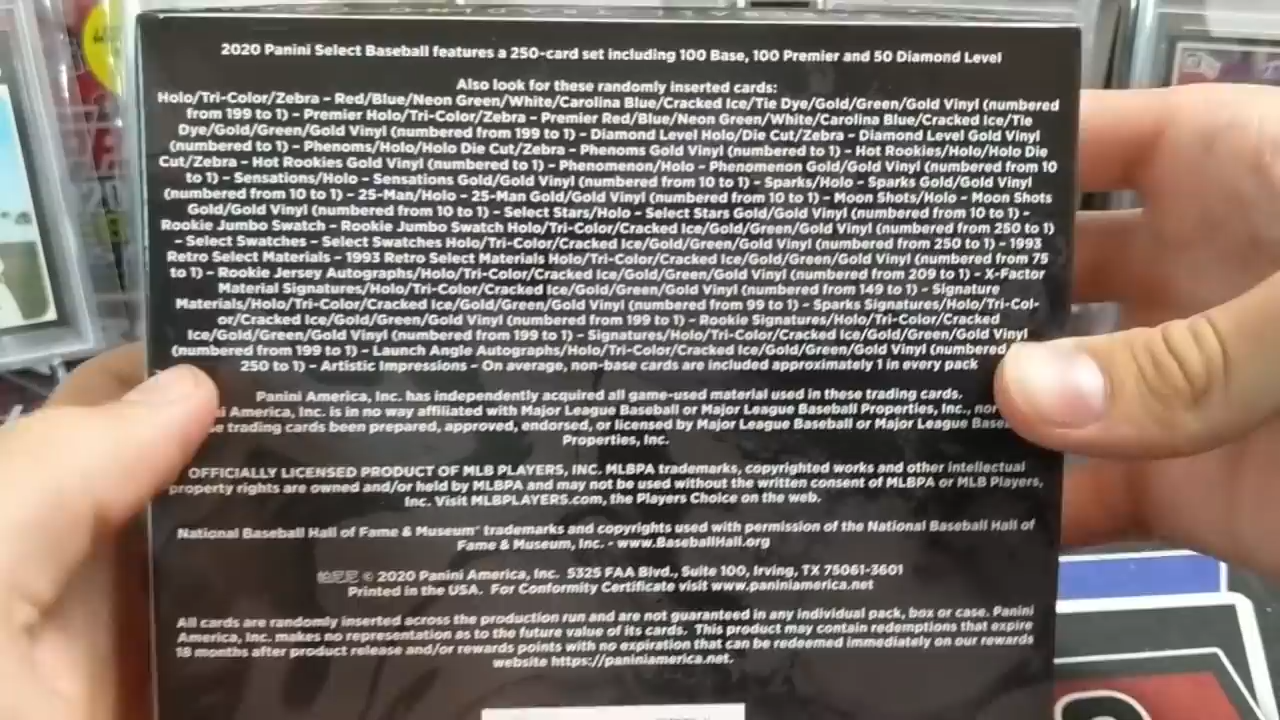 2020 Panini Select Baseball features a 250-card set including 100 Base, 100 Premier and 50 Diamond Level
Also look for these randomly inserted cards:
Holo/Tri-Color/Zebra – Red/Blue/Neon Green/White/Carolina Blue/Cracked Ice/Tie Dye/Gold/Green/Gold Vinyl (numbered
from 199 to 1) – Premier Holo/Tri-Color/Zebra – Premier Red/Blue/Neon Green/White/Carolina Blue/Cracked Ice/Tie
Dye/Gold/Green/Gold Vinyl (numbered from 199 to 1) – Diamond Level Holo/Die Cut/Zebra – Diamond Level Gold Vinyl
(numbered to 1) – Phenoms/Holo/Holo Die Cut/Zebra – Phenoms Gold Vinyl (numbered to 1) – Hot Rookies/Holo/Holo Die
Cut/Zebra – Hot Rookies Gold Vinyl (numbered to 1) – Phenomenon/Holo – Phenomenon Gold/Gold Vinyl (numbered from 10
to 1) – Sensations/Holo – Sensations Gold/Gold Vinyl (numbered from 10 to 1) – Sparks/Holo – Sparks Gold/Gold Vinyl
(numbered from 10 to 1) – 25-Man/Holo – 25-Man Gold/Gold Vinyl (numbered from 10 to 1) – Moon Shots/Holo – Moon Shots
Gold/Gold Vinyl (numbered from 10 to 1) – Select Stars/Holo – Select Stars Gold/Gold Vinyl (numbered from 10 to 1) –
Rookie Jumbo Swatch – Rookie Jumbo Swatch Holo/Tri-Color/Cracked Ice/Gold/Green/Gold Vinyl (numbered from 250 to 1)
– Select Swatches – Select Swatches Holo/Tri-Color/Cracked Ice/Gold/Green/Gold Vinyl (numbered from 250 to 1) – 1993
Retro Select Materials – 1993 Retro Select Materials Holo/Tri-Color/Cracked Ice/Gold/Green/Gold Vinyl (numbered from 75
to 1) – Rookie Jersey Autographs/Holo/Tri-Color/Cracked Ice/Gold/Green/Gold Vinyl (numbered from 209 to 1) – X-Factor
Material Signatures/Holo/Tri-Color/Cracked Ice/Gold/Green/Gold Vinyl (numbered from 149 to 1) – Signature
Materials/Holo/Tri-Color/Cracked Ice/Gold/Green/Gold Vinyl (numbered from 99 to 1) – Sparks Signatures/Holo/Tri-Col-
or/Cracked Ice/Gold/Green/Gold Vinyl (numbered from 199 to 1) – Rookie Signatures/Holo/Tri-Color/Cracked
Ice/Gold/Green/Gold Vinyl (numbered from 199 to 1) – Signatures/Holo/Tri-Color/Cracked Ice/Gold/Green/Gold Vinyl
(numbered from 199 to 1) – Launch Angle Autographs/Holo/Tri-Color/Cracked Ice/Gold/Green/Gold Vinyl (numbered
250 to 1) – Artistic Impressions – On average, non-base cards are included approximately 1 in every pack
Panini America, Inc. has independently acquired all game-used material used in these trading cards.
America, Inc. is in no way affiliated with Major League Baseball or Major League Baseball Properties, Inc., nor
trading cards been prepared, approved, endorsed, or licensed by Major League Baseball or Major League
Properties, Inc.
OFFICIALLY LICENSED PRODUCT OF MLB PLAYERS, INC. MLBPA trademarks, copyrighted works and other intellectual
property rights are owned and/or held by MLBPA and may not be used without the written consent of MLBPA or MLB Players,
Inc. Visit MLBPLAYERS.com, the Players Choice on the web.
National Baseball Hall of Fame & Museum® trademarks and copyrights used with permission of the National Baseball Hall of
Fame & Museum, Inc. - www.BaseballHall.org
帕尼尼 © 2020 Panini America, Inc. 5325 FAA Blvd., Suite 100, Irving, TX 75061-3601
Printed in the USA. For Conformity Certificate visit www.paniniamerica.net
All cards are randomly inserted across the production run and are not guaranteed in any individual pack, box or case. Panini
America, Inc. makes no representation as to the future value of its cards. This product may contain redemptions that expire
18 months after product release and/or rewards points with no expiration that can be redeemed immediately on our rewards
website https://paniniamerica.net.